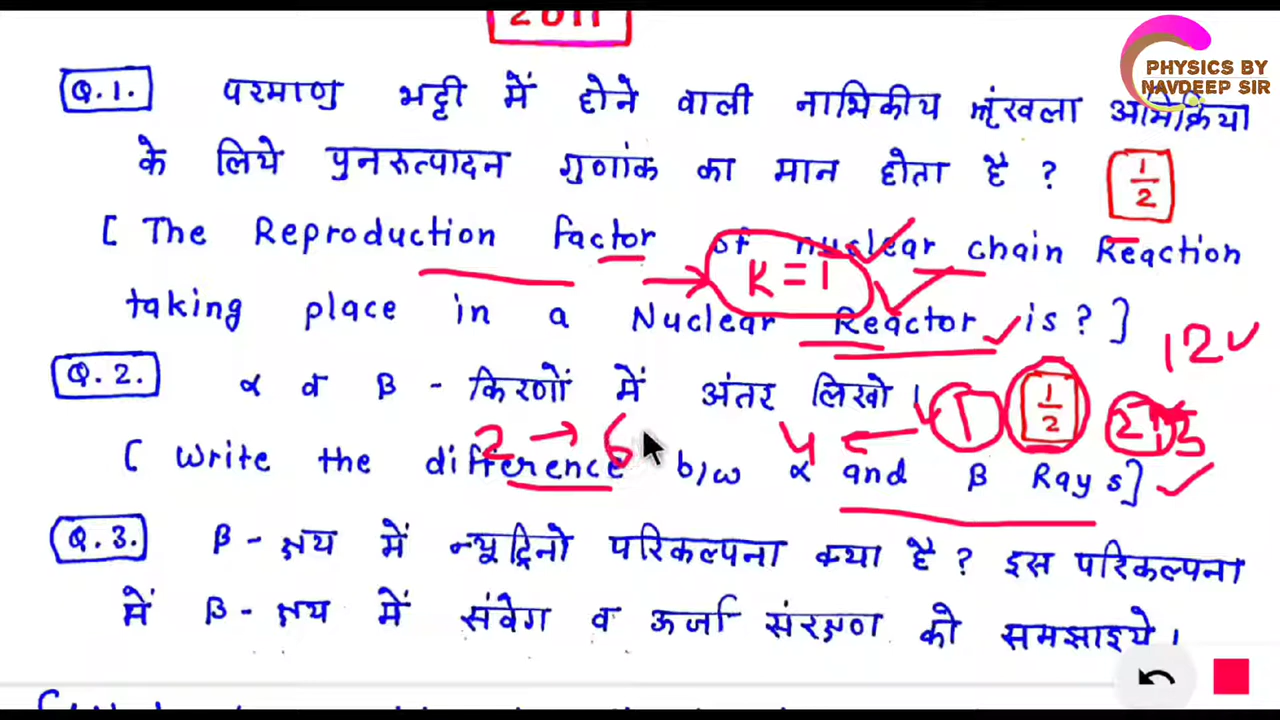 2011
PHYSICS BY
NAVDEEP SIR
Q.1. परमाणु भट्टी में होने वाली नाभिकीय श्रृंखला अभिक्रिया
के लिये पुनरुत्पादन गुणांक का मान होता है ? 1/2
[ The Reproduction factor of nuclear chain Reaction
K=1
taking place in a Nuclear Reactor is? ]
12
Q.2. α व β - किरणों में अंतर लिखो । 1 1/2
2 → 6 4
[ Write the difference b/w α and β Rays]
Q.3. β - क्षय में न्यूट्रिनो परिकल्पना क्या है ? इस परिकल्पना
में β - क्षय में संवेग व ऊर्जा संरक्षण को समझाइये ।